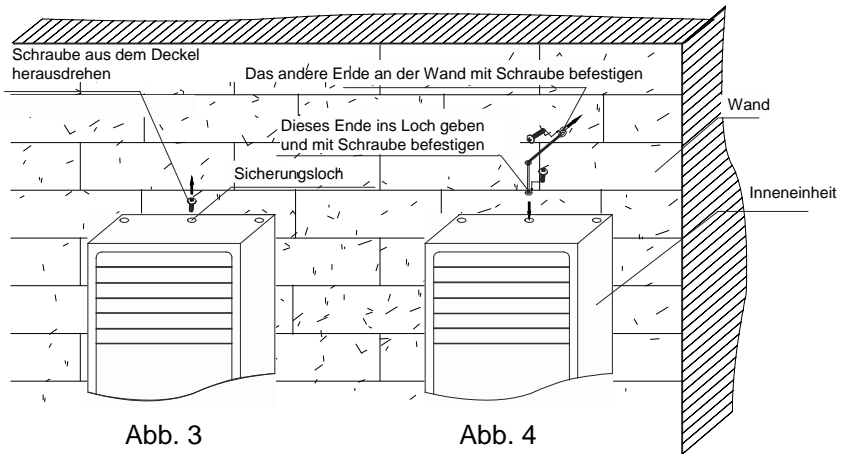 Schraube aus dem Deckel
herausdrehen
Das andere Ende an der Wand mit Schraube befestigen
Wand
Dieses Ende ins Loch geben
und mit Schraube befestigen
Sicherungsloch
Inneneinheit
Abb. 3
Abb. 4